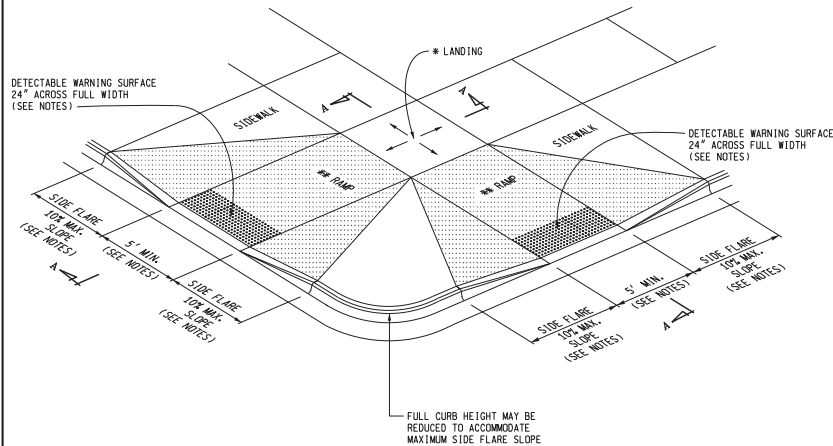 * LANDING
DETECTABLE WARNING SURFACE
24" ACROSS FULL WIDTH
(SEE NOTES)
A
A
SIDEWALK
SIDEWALK
DETECTABLE WARNING SURFACE
24" ACROSS FULL WIDTH
(SEE NOTES)
** RAMP
** RAMP
SIDE FLARE
10% MAX.
SLOPE
(SEE NOTES)
5' MIN.
(SEE NOTES)
SIDE FLARE
10% MAX.
SLOPE
(SEE NOTES)
A
SIDE FLARE
10% MAX.
SLOPE
(SEE NOTES)
5' MIN.
(SEE NOTES)
SIDE FLARE
10% MAX.
SLOPE
(SEE NOTES)
A
FULL CURB HEIGHT MAY BE
REDUCED TO ACCOMMODATE
MAXIMUM SIDE FLARE SLOPE